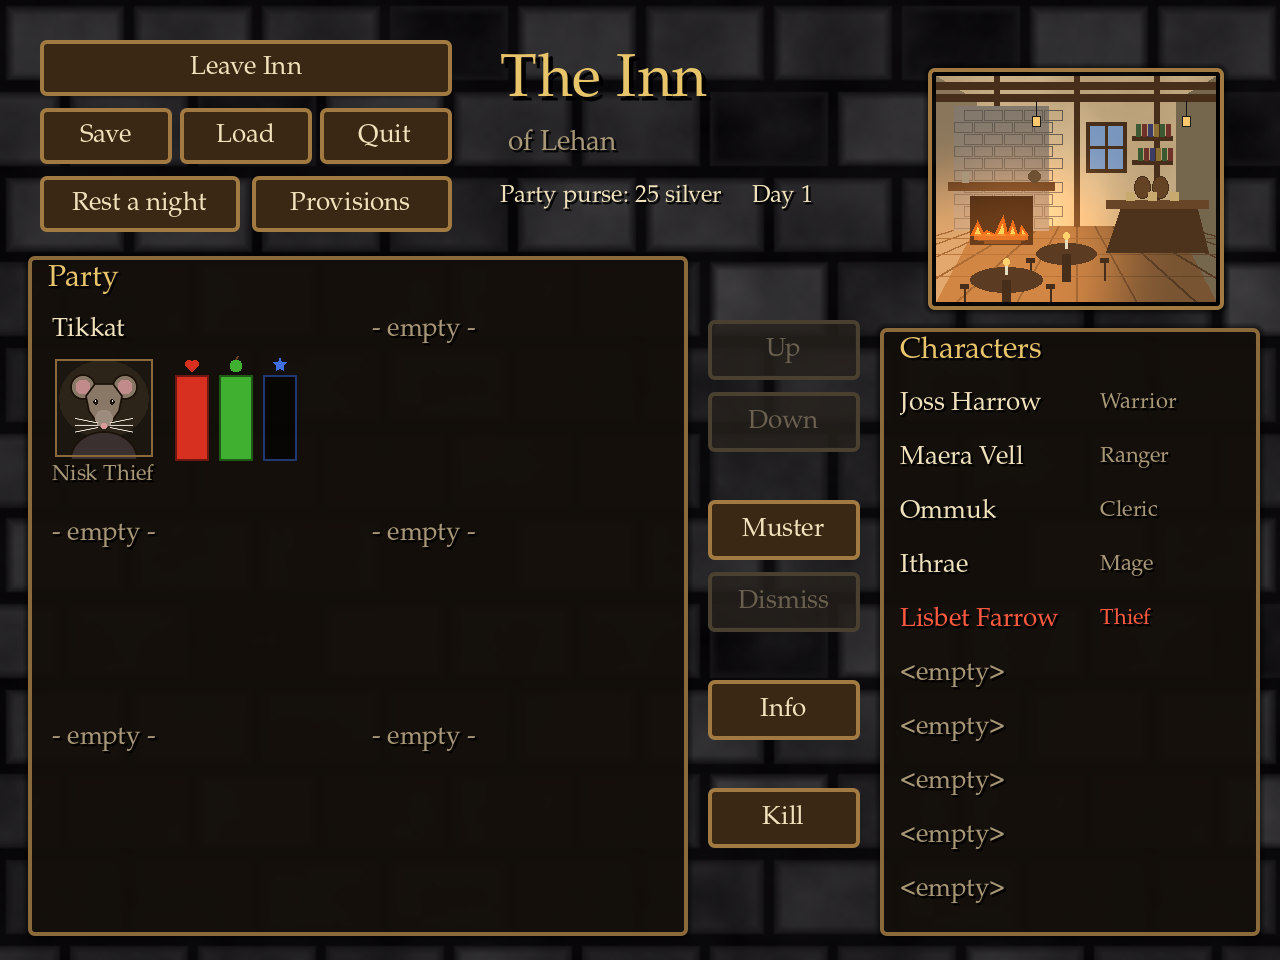 Leave Inn
Save
Load
Quit
Rest a night
Provisions
The Inn
of Lehan
Party purse: 25 silver
Day 1
Party
Tikkat
- empty -
Nisk Thief
- empty -
- empty -
- empty -
- empty -
Up
Down
Muster
Dismiss
Info
Kill
Characters
Joss Harrow Warrior
Maera Vell Ranger
Ommuk Cleric
Ithrae Mage
Lisbet Farrow Thief
<empty>
<empty>
<empty>
<empty>
<empty>